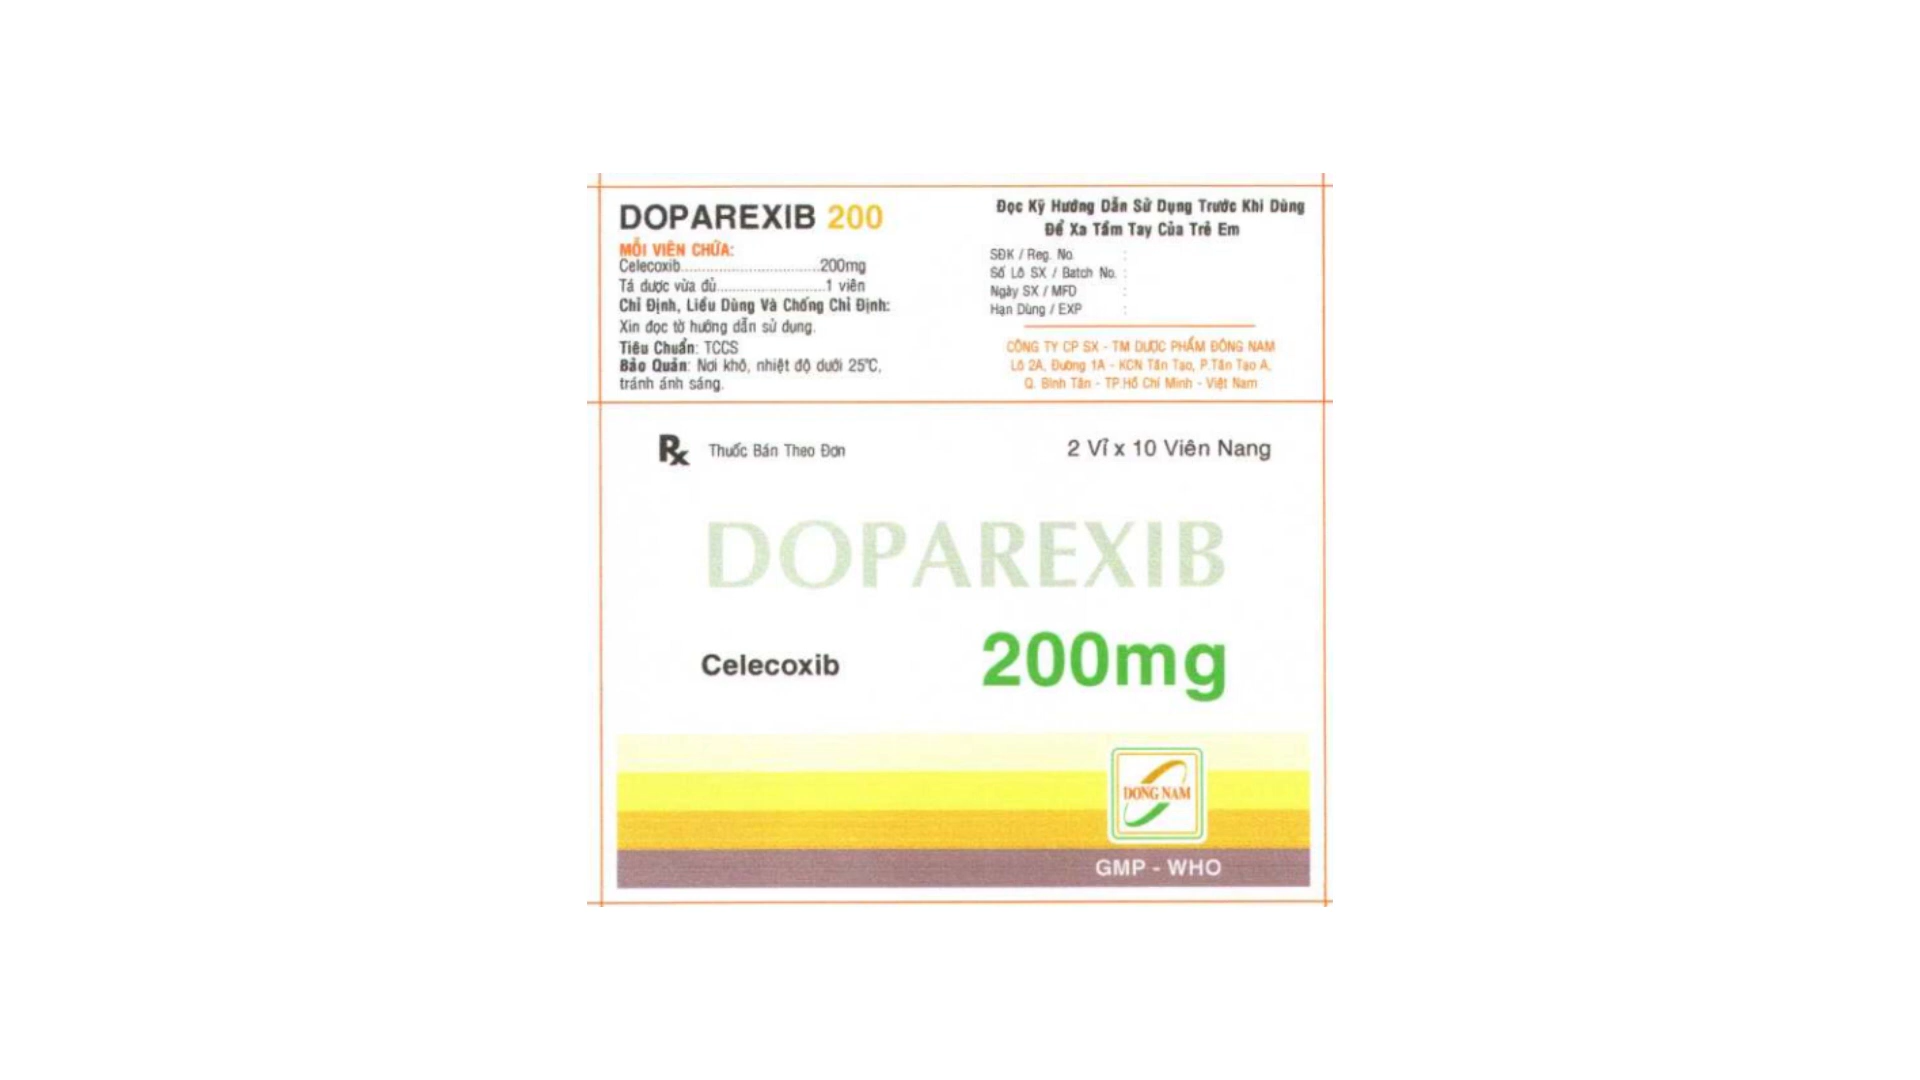 DOPAREXIB 200
MỖI VIÊN CHỨA:
Celecoxib................................200mg
Tá dược vừa đủ.........................1 viên
Chỉ Định, Liều Dùng Và Chống Chỉ Định:
Xin đọc tờ hướng dẫn sử dụng.
Tiêu Chuẩn: TCCS
Bảo Quản: Nơi khô, nhiệt độ dưới 25°C,
tránh ánh sáng.
Đọc Kỹ Hướng Dẫn Sử Dụng Trước Khi Dùng
Để Xa Tầm Tay Của Trẻ Em
SĐK / Reg. No. :
Số Lô SX / Batch No. :
Ngày SX / MFD :
Hạn Dùng / EXP :
CÔNG TY CP SX - TM DƯỢC PHẨM ĐÔNG NAM
Lô 2A, Đường 1A - KCN Tân Tạo, P.Tân Tạo A,
Q. Bình Tân - TP.Hồ Chí Minh - Việt Nam
Rx Thuốc Bán Theo Đơn
2 Vỉ x 10 Viên Nang
DOPAREXIB
Celecoxib 200mg
DONG NAM
GMP - WHO